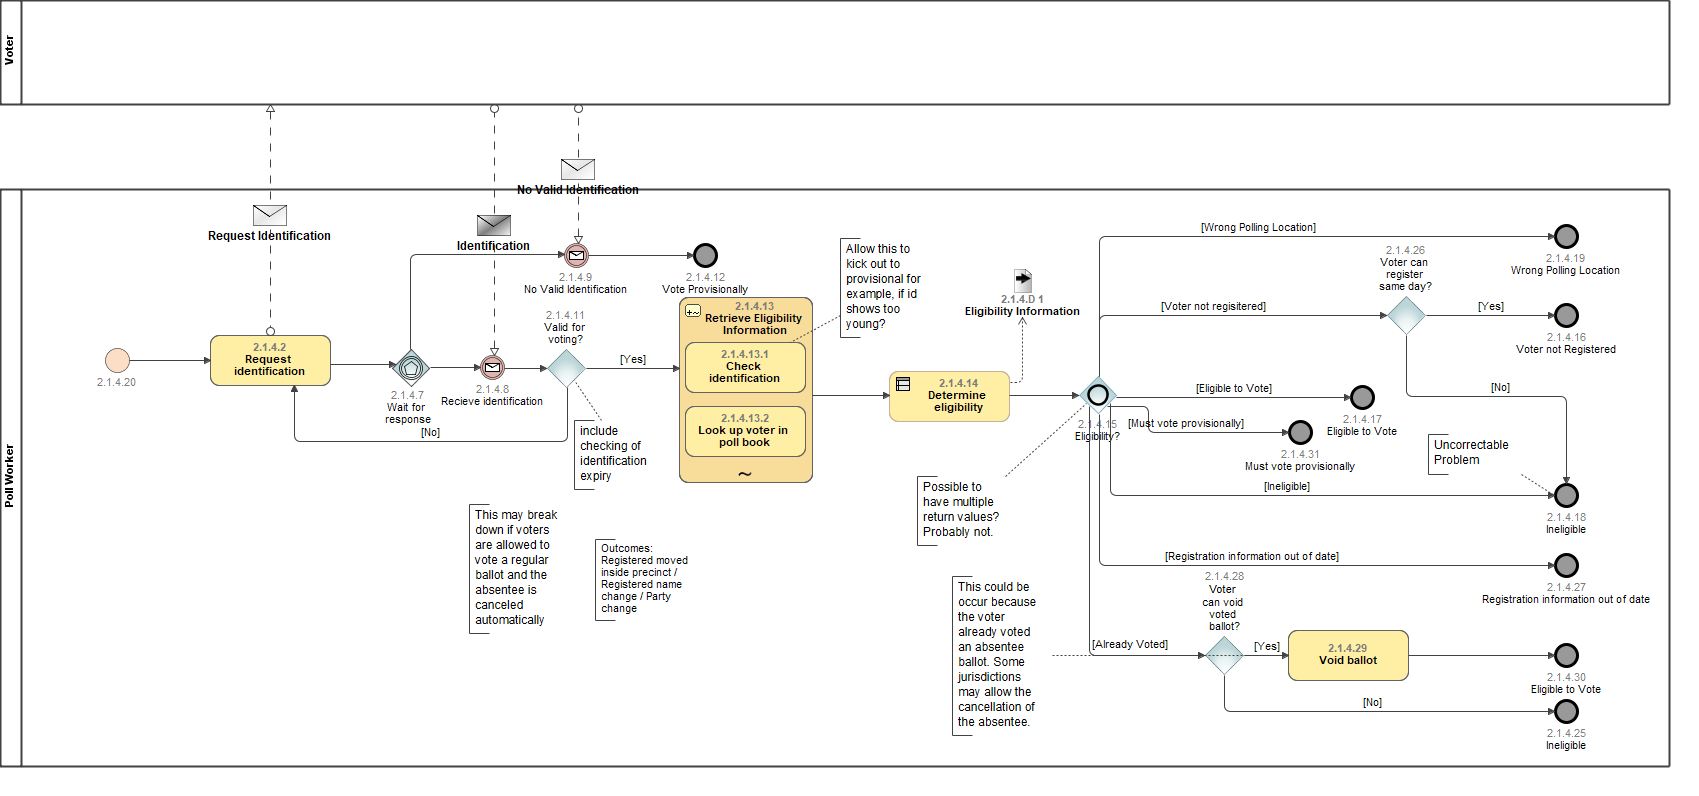 Voter
Poll Worker
Request Identification
Identification
No Valid Identification
2.1.4.20
2.1.4.2
Request
identification
2.1.4.7
Wait for
response
2.1.4.9
No Valid Identification
2.1.4.12
Vote Provisionally
2.1.4.8
Recieve identification
2.1.4.11
Valid for
voting?
[Yes]
[No]
include
checking of
identification
expiry
2.1.4.13
Retrieve Eligibility
Information
2.1.4.13.1
Check
identification
2.1.4.13.2
Look up voter in
poll book
Allow this to
kick out to
provisional for
example, if id
shows too
young?
This may break
down if voters
are allowed to
vote a regular
ballot and the
absentee is
canceled
automatically
Outcomes:
Registered moved
inside precinct /
Registered name
change / Party
change
2.1.4.14
Determine
eligibility
2.1.4.D 1
Eligibility Information
2.1.4.15
Eligibility?
Possible to
have multiple
return values?
Probably not.
This could be
occur because
the voter
already voted
an absentee
ballot. Some
jurisdictions
may allow the
cancellation of
the absentee.
[Wrong Polling Location]
2.1.4.19
Wrong Polling Location
[Voter not regisitered]
2.1.4.26
Voter can
register
same day?
[Yes]
2.1.4.16
Voter not Registered
[No]
[Eligible to Vote]
2.1.4.17
Eligible to Vote
[Must vote provisionally]
2.1.4.31
Must vote provisionally
Uncorrectable
Problem
[Ineligible]
2.1.4.18
Ineligible
[Registration information out of date]
2.1.4.27
Registration information out of date
[Already Voted]
2.1.4.28
Voter
can void
voted
ballot?
[Yes]
2.1.4.29
Void ballot
2.1.4.30
Eligible to Vote
[No]
2.1.4.25
Ineligible